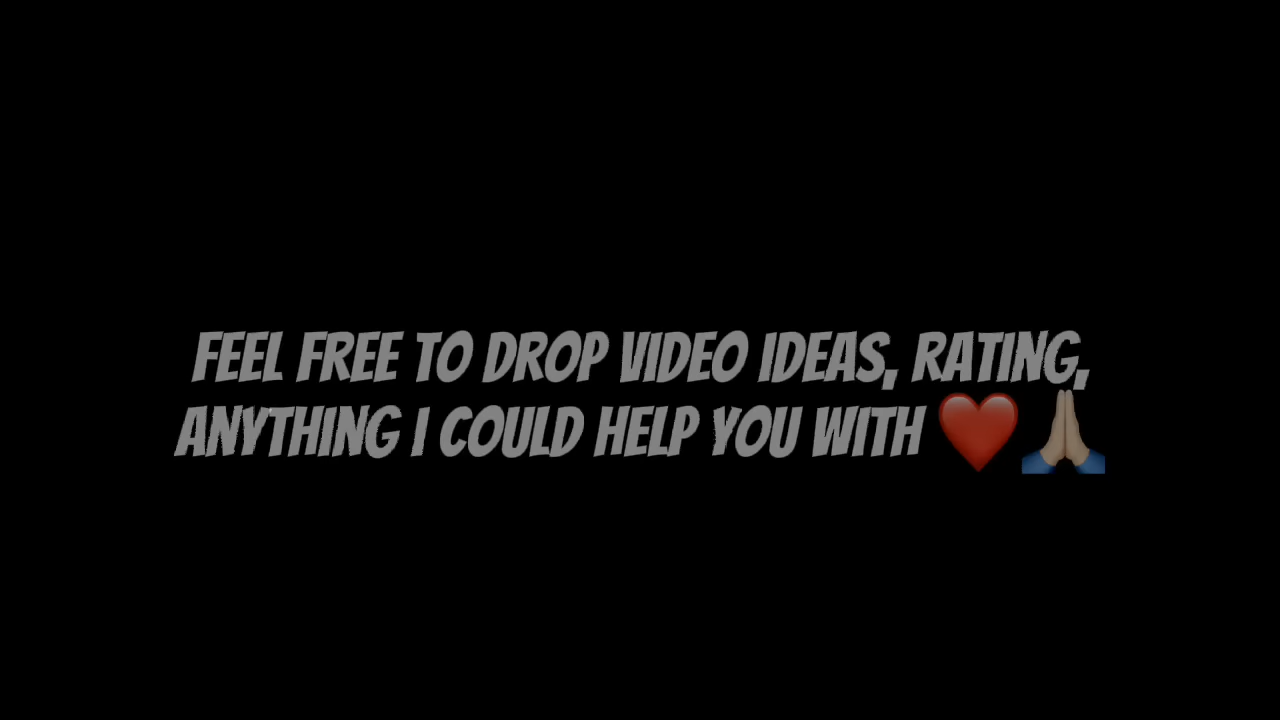 FEEL FREE TO DROP VIDEO IDEAS, RATING,
ANYTHING I COULD HELP YOU WITH ❤️🙏🏼